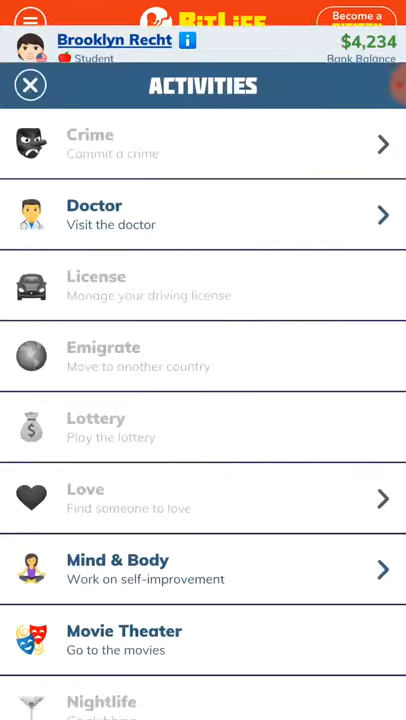 BITLIFE
Become a
Brooklyn Recht
$4,234
Student
Bank Balance
ACTIVITIES
Crime
Commit a crime
Doctor
Visit the doctor
License
Manage your driving license
Emigrate
Move to another country
Lottery
Play the lottery
Love
Find someone to love
Mind & Body
Work on self-improvement
Movie Theater
Go to the movies
Nightlife
Go clubbing